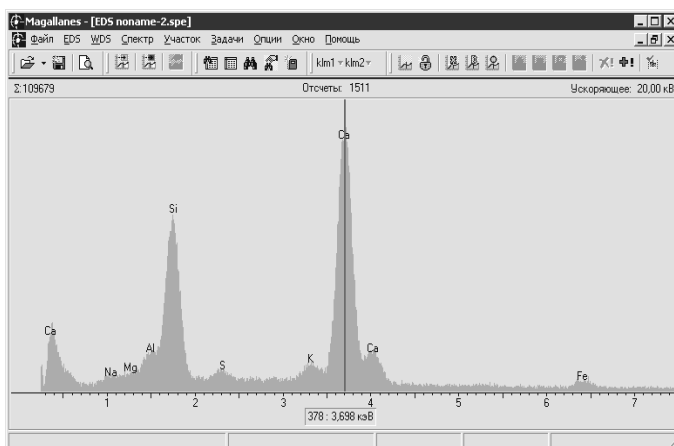 Magallanes - [EDS noname-2.spe]
Файл EDS WDS Спектр Участок Задачи Опции Окно Помощь
klm1 klm2
Σ:109679 Отсчеты: 1511 Ускоряющее: 20,00 кВ
Ca
Si
Ca
Na Mg Al S K Ca Fe
1 2 3 4 5 6 7
378 : 3,698 кэВ